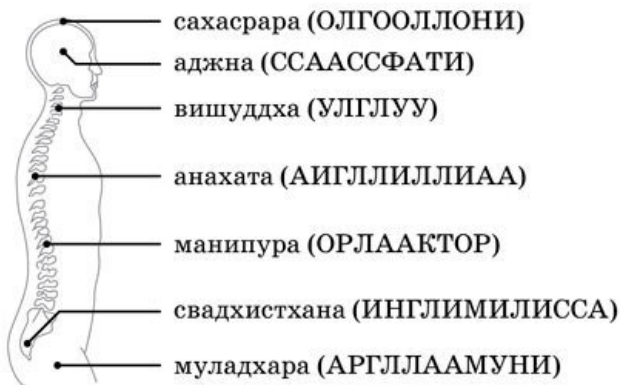 сахасрара (ОЛГООЛЛОНИ)
аджна (ССААССФАТИ)
вишуддха (УЛГЛУУ)
анахата (АИГЛЛИЛЛИАА)
манипура (ОРЛААКТОР)
свадхистхана (ИНГЛИМИЛИССА)
муладхара (АРГЛЛААМУНИ)